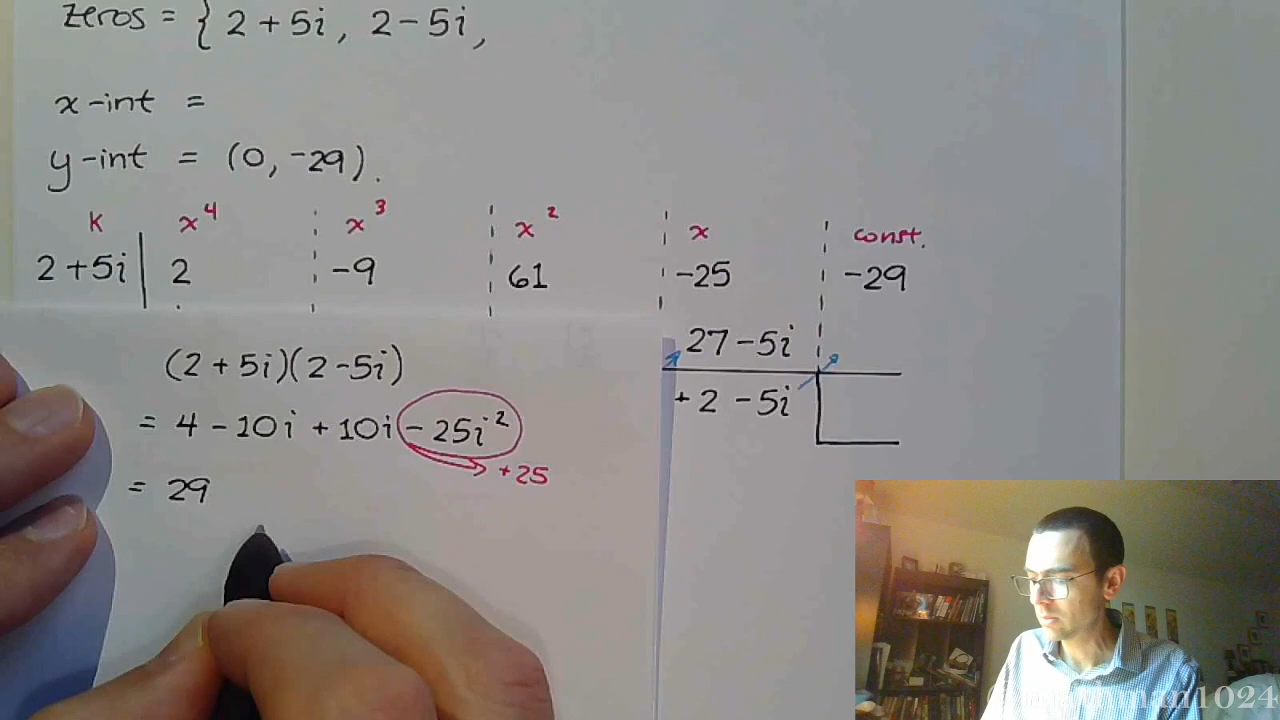 zeros = { 2 + 5i, 2 - 5i,
x-int =
y-int = (0, -29).
K x⁴ x³ x² x const.
2 + 5i 2 -9 61 -25 -29
27 - 5i
(2 + 5i)(2 - 5i)
+ 2 - 5i
= 4 - 10i + 10i - 25i²
+25
= 29